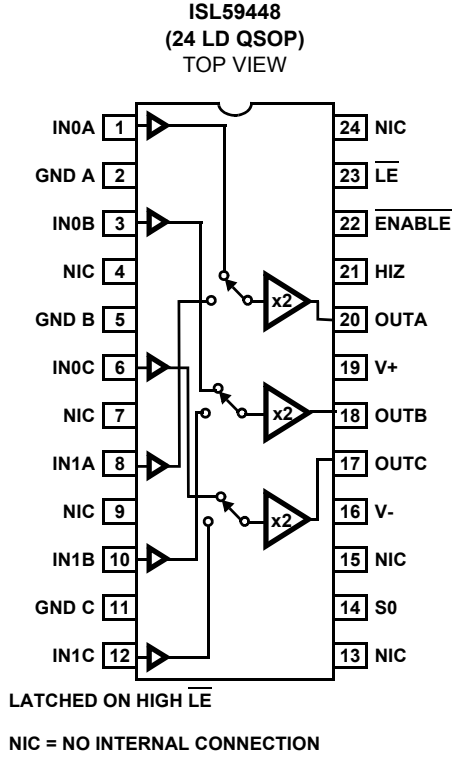 ISL59448
(24 LD QSOP)
TOP VIEW
IN0A 1
24 NIC
GND A 2
23 LE
IN0B 3
22 ENABLE
NIC 4
21 HIZ
x2
GND B 5
20 OUTA
IN0C 6
19 V+
NIC 7
x2
18 OUTB
IN1A 8
17 OUTC
NIC 9
x2
16 V-
IN1B 10
15 NIC
GND C 11
14 S0
IN1C 12
13 NIC
LATCHED ON HIGH LE
NIC = NO INTERNAL CONNECTION